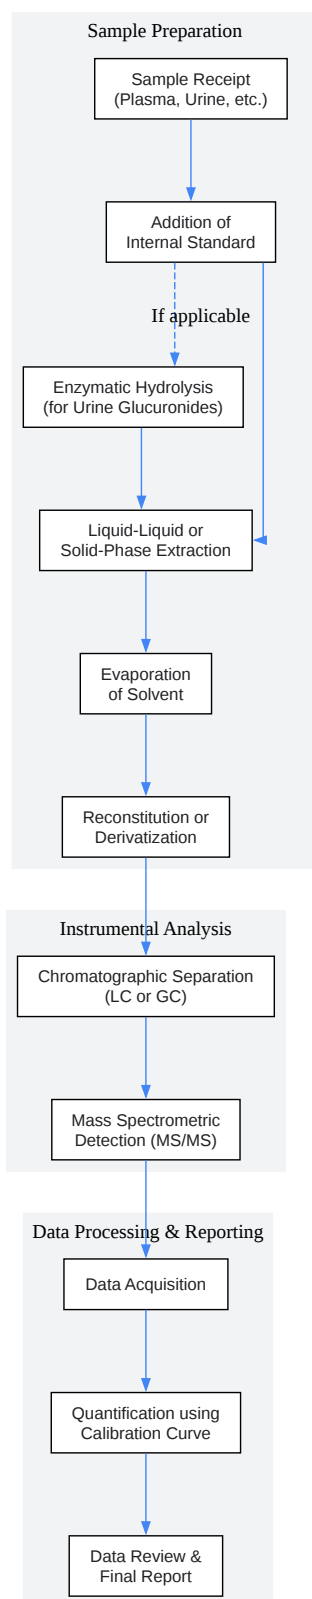 Sample Preparation
Sample Receipt
(Plasma, Urine, etc.)
Addition of
Internal Standard
If applicable
Enzymatic Hydrolysis
(for Urine Glucuronides)
Liquid-Liquid or
Solid-Phase Extraction
Evaporation
of Solvent
Reconstitution or
Derivatization
Instrumental Analysis
Chromatographic Separation
(LC or GC)
Mass Spectrometric
Detection (MS/MS)
Data Processing & Reporting
Data Acquisition
Quantification using
Calibration Curve
Data Review &
Final Report